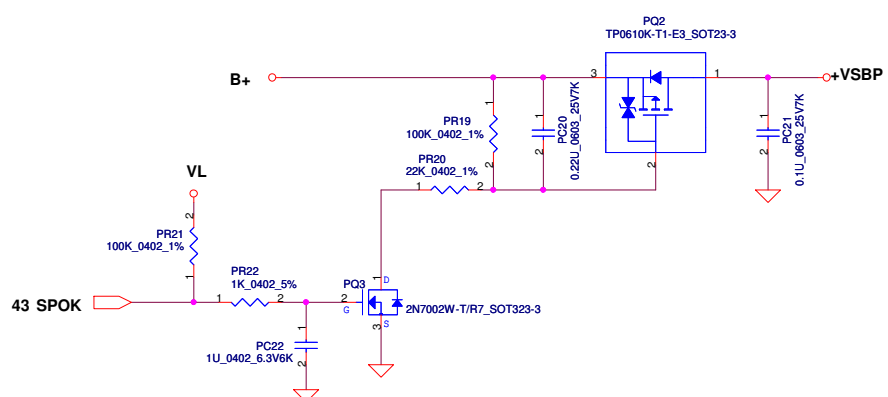 PQ2
TP0610K-T1-E3_SOT23-3
B+
3
1
+VSBP
1
PR19
100K_0402_1%
2
1
PC20
0.22U_0603_25V7K
2
2
1
PC21
0.1U_0603_25V7K
2
PR20
22K_0402_1%
1
2
VL
2
PR21
100K_0402_1%
1
PR22
1K_0402_5%
1
2
43 SPOK
PQ3
1
D
2
G
2N7002W-T/R7_SOT323-3
3
S
1
PC22
1U_0402_6.3V6K
2